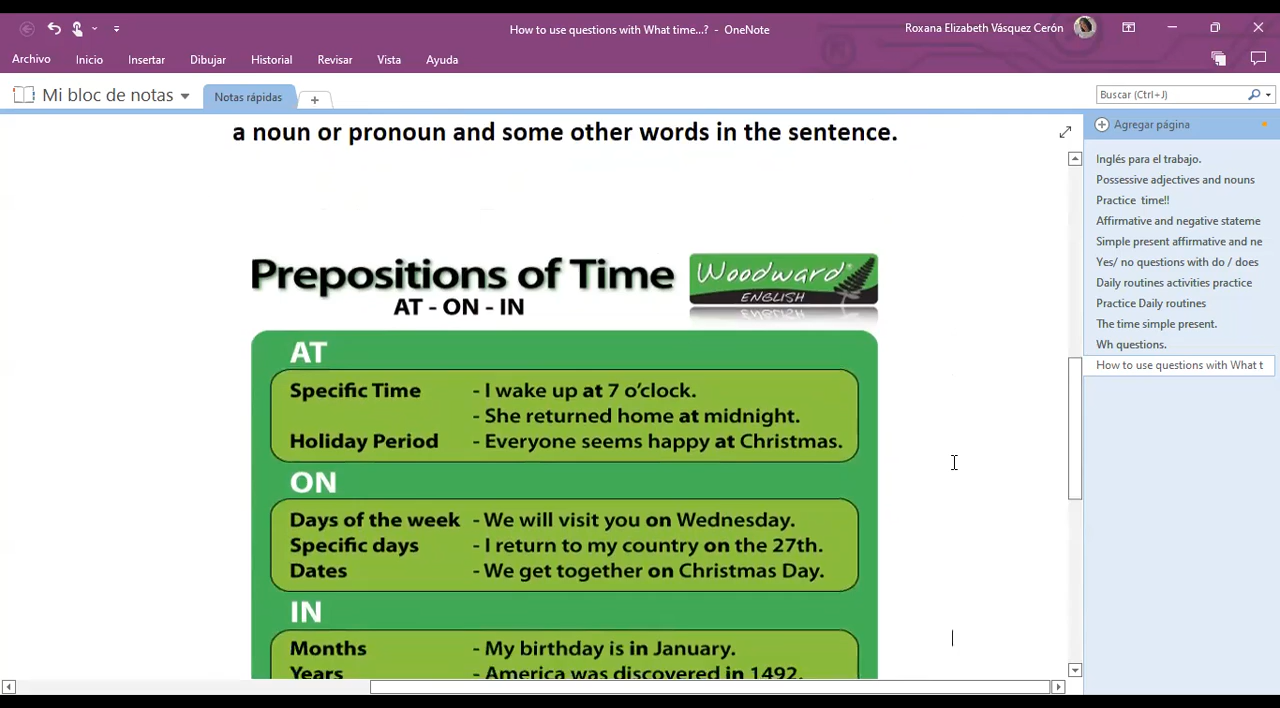 How to use questions with What time...? - OneNote
Roxana Elizabeth Vásquez Cerón
Archivo Inicio Insertar Dibujar Historial Revisar Vista Ayuda
Mi bloc de notas
Notas rápidas
Buscar (Ctrl+J)
a noun or pronoun and some other words in the sentence.
Prepositions of Time
AT - ON - IN
Woodward®
ENGLISH
AT
Specific Time - I wake up at 7 o'clock.
- She returned home at midnight.
Holiday Period - Everyone seems happy at Christmas.
ON
Days of the week - We will visit you on Wednesday.
Specific days - I return to my country on the 27th.
Dates - We get together on Christmas Day.
IN
Months - My birthday is in January.
Years - America was discovered in 1492.
Agregar página
Inglés para el trabajo.
Possessive adjectives and nouns
Practice time!!
Affirmative and negative stateme
Simple present affirmative and ne
Yes/ no questions with do / does
Daily routines activities practice
Practice Daily routines
The time simple present.
Wh questions.
How to use questions with What t